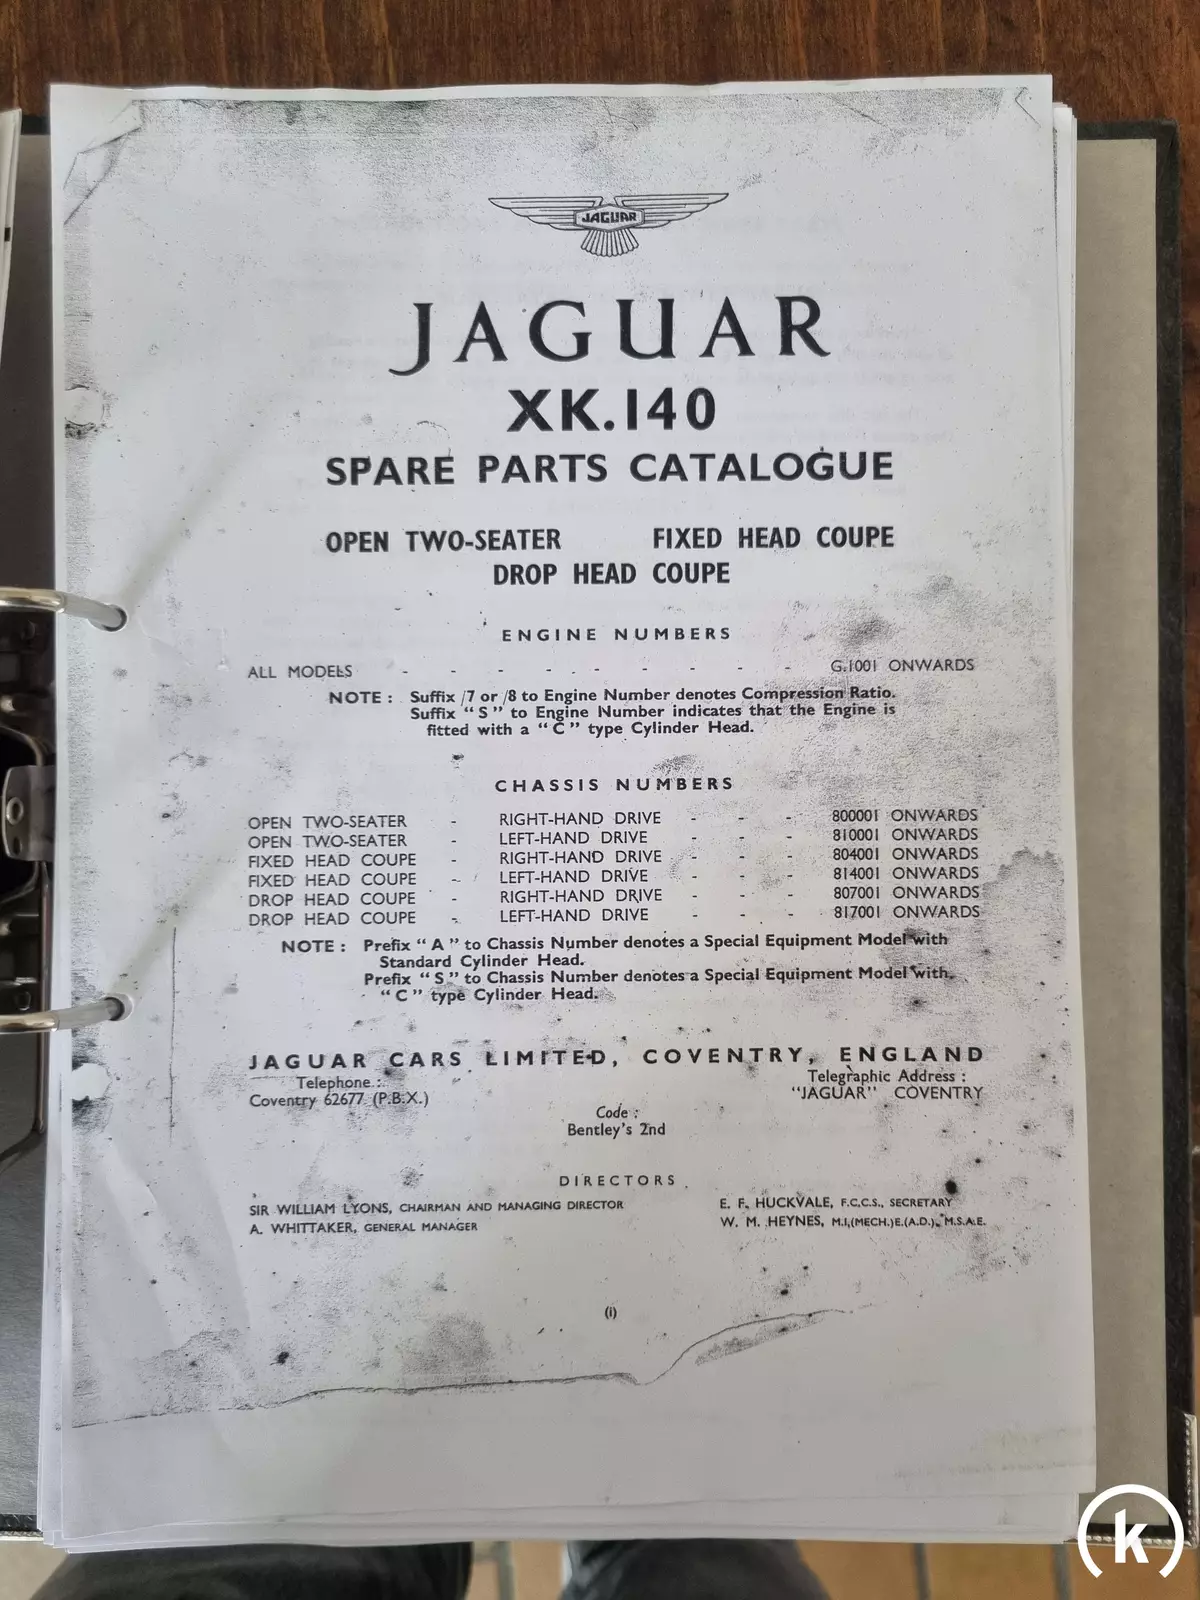 JAGUAR
JAGUAR
XK.140
SPARE PARTS CATALOGUE
OPEN TWO-SEATER FIXED HEAD COUPE
DROP HEAD COUPE
ENGINE NUMBERS
ALL MODELS - - - - - - - - - G.1001 ONWARDS
NOTE : Suffix /7 or /8 to Engine Number denotes Compression Ratio.
Suffix "S" to Engine Number indicates that the Engine is
fitted with a "C" type Cylinder Head.
CHASSIS NUMBERS
OPEN TWO-SEATER - RIGHT-HAND DRIVE - - - 800001 ONWARDS
OPEN TWO-SEATER - LEFT-HAND DRIVE - - - 810001 ONWARDS
FIXED HEAD COUPE - RIGHT-HAND DRIVE - - - 804001 ONWARDS
FIXED HEAD COUPE - LEFT-HAND DRIVE - - - 814001 ONWARDS
DROP HEAD COUPE - RIGHT-HAND DRIVE - - - 807001 ONWARDS
DROP HEAD COUPE - LEFT-HAND DRIVE - - - 817001 ONWARDS
NOTE : Prefix "A" to Chassis Number denotes a Special Equipment Model with
Standard Cylinder Head.
Prefix "S" to Chassis Number denotes a Special Equipment Model with
"C" type Cylinder Head.
JAGUAR CARS LIMITED, COVENTRY, ENGLAND
Telephone : Telegraphic Address :
Coventry 62677 (P.B.X.) "JAGUAR" COVENTRY
Code :
Bentley's 2nd
DIRECTORS
SIR WILLIAM LYONS, CHAIRMAN AND MANAGING DIRECTOR E. F. HUCKVALE, F.C.C.S., SECRETARY
A. WHITTAKER, GENERAL MANAGER W. M. HEYNES, M.I,(MECH.)E.(A.D)., M.S.A.E.
(i)
k